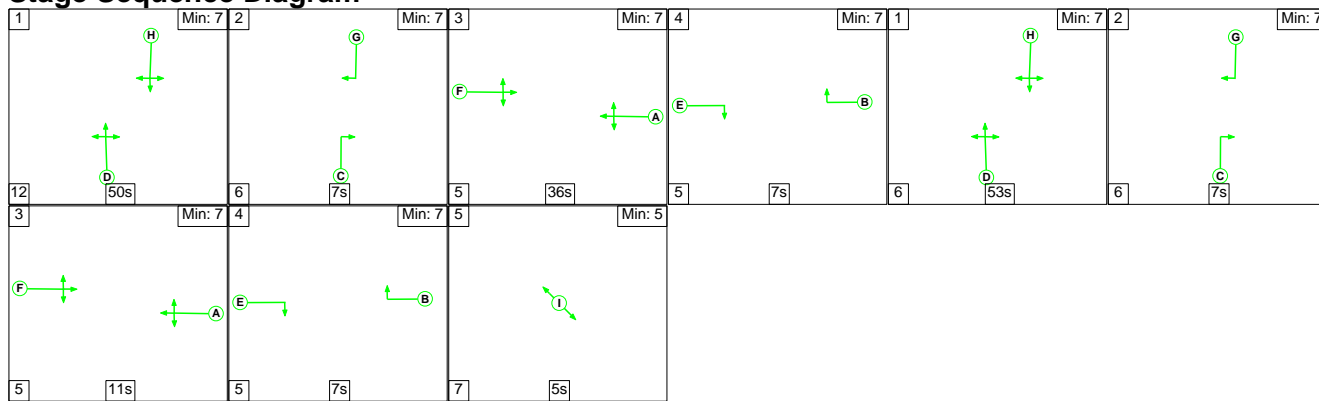 Stage Sequence Diagram
1 Min: 7 2 Min: 7 3 Min: 7 4 Min: 7 1 Min: 7 2 Min: 7
H G H G
F E B A
D C D C
12 50s 6 7s 5 36s 5 7s 6 53s 6 7s
3 Min: 7 4 Min: 7 5 Min: 5
F A E B I
5 11s 5 7s 7 5s